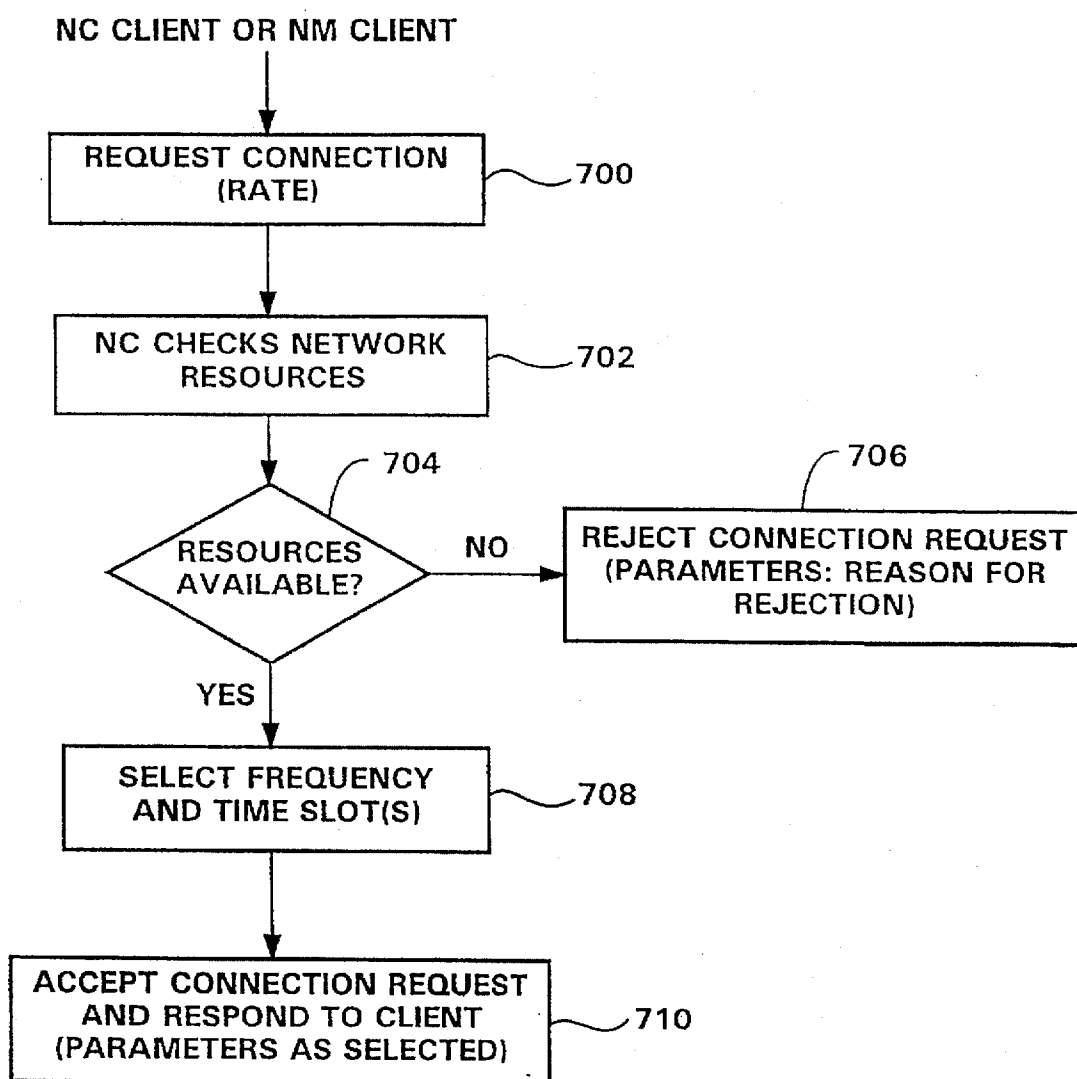 NC CLIENT OR NM CLIENT
REQUEST CONNECTION
(RATE)
700
NC CHECKS NETWORK
RESOURCES
702
704
RESOURCES
AVAILABLE?
NO
706
REJECT CONNECTION REQUEST
(PARAMETERS: REASON FOR
REJECTION)
YES
SELECT FREQUENCY
AND TIME SLOT(S)
708
ACCEPT CONNECTION REQUEST
AND RESPOND TO CLIENT
(PARAMETERS AS SELECTED)
710